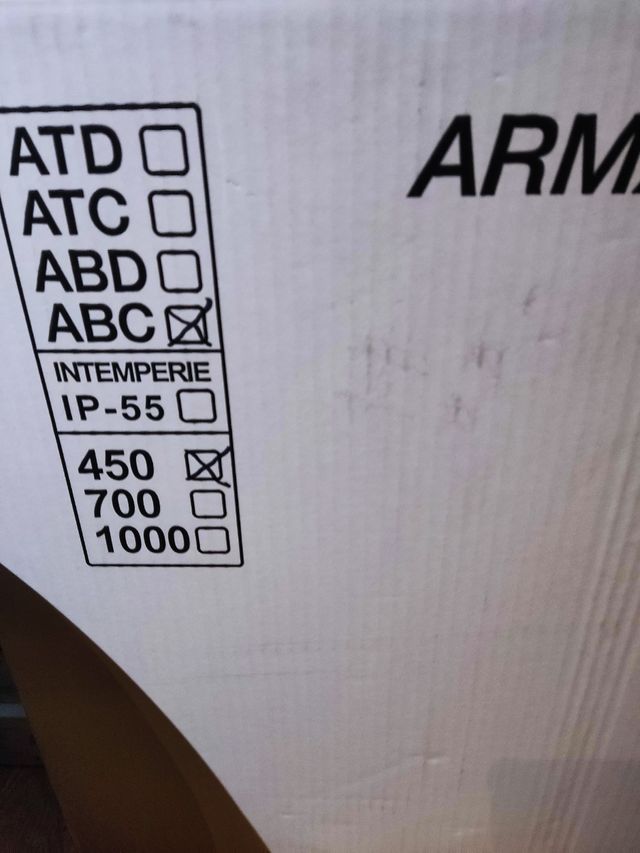 ATD
ATC
ABD
ABC
INTEMPERIE
IP-55
450
700
1000
ARM